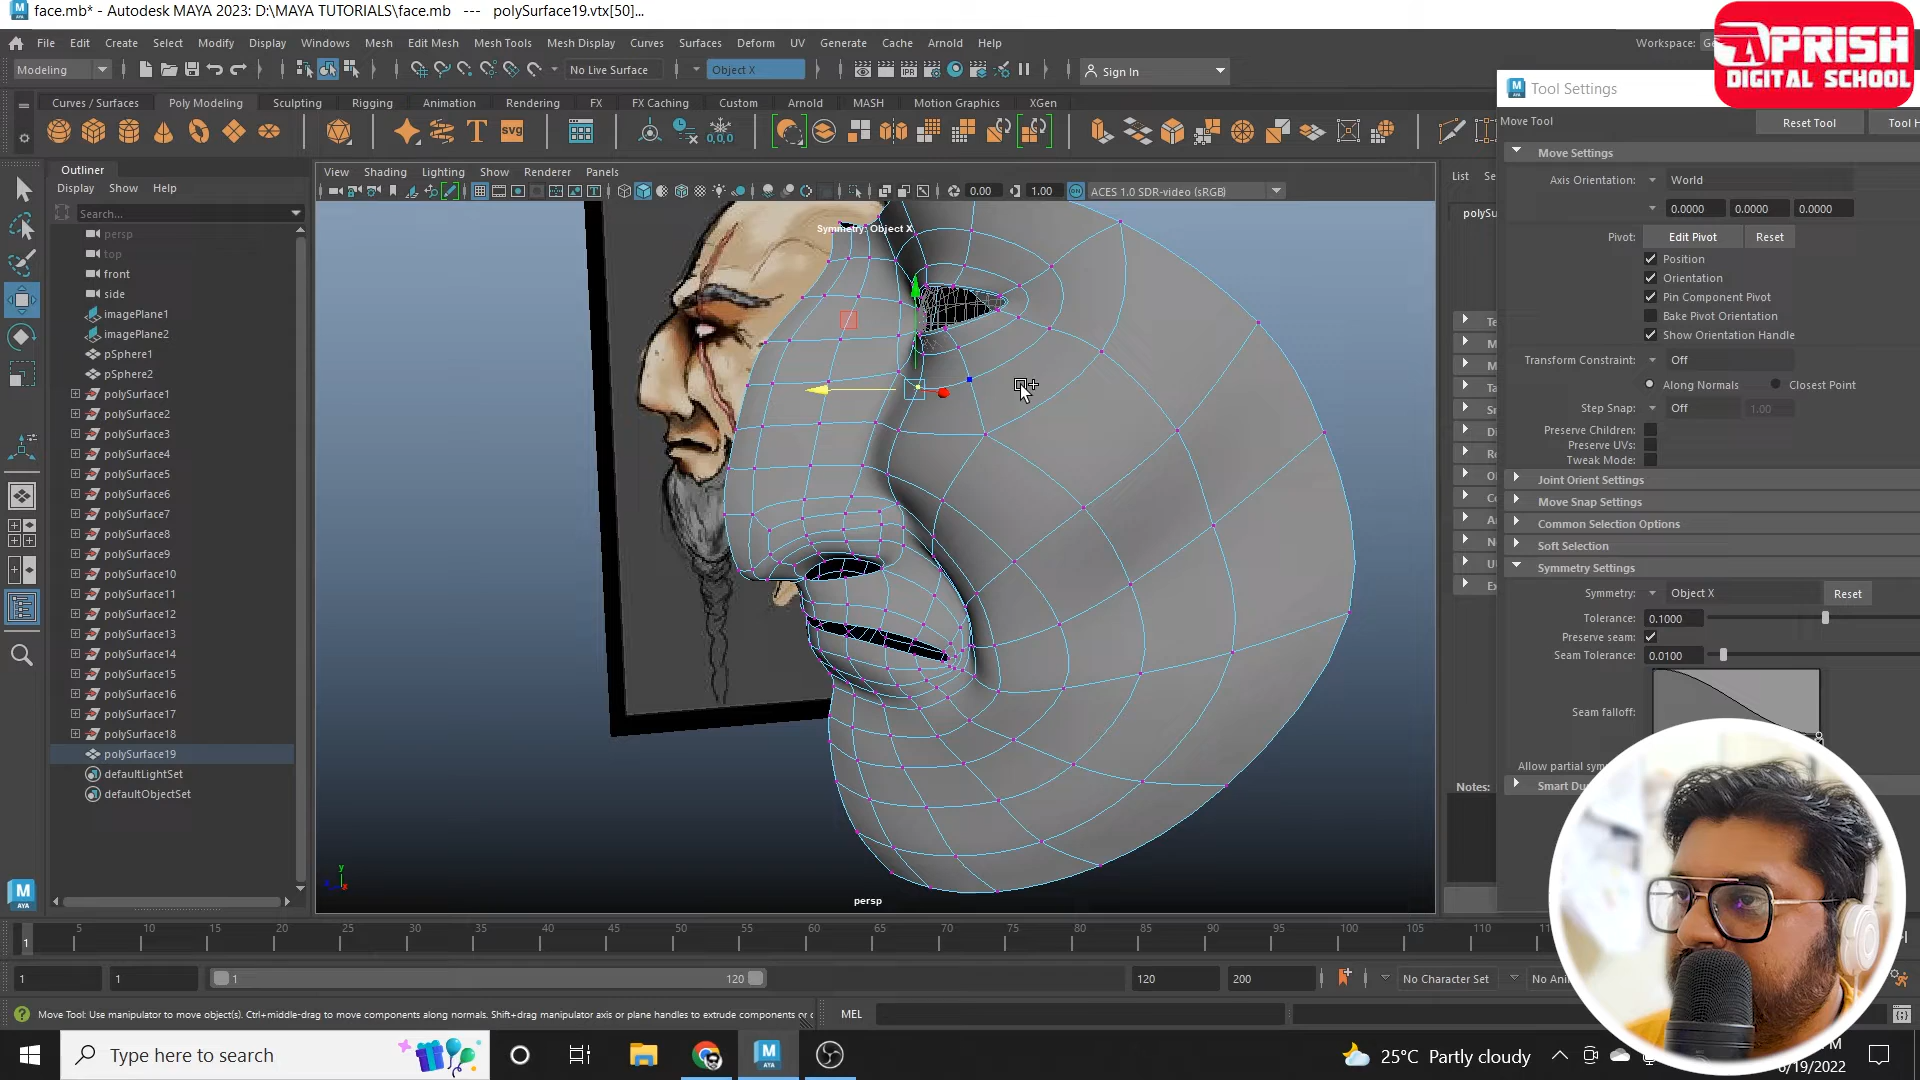 face.mb* - Autodesk MAYA 2023: D:\MAYA TUTORIALS\face.mb --- polySurface19.vtx[50]...
File Edit Create Select Modify Display Windows Mesh Edit Mesh Mesh Tools Mesh Display Curves Surfaces Deform UV Generate Cache Arnold Help
Workspace:
APRISH
DIGITAL SCHOOL
Modeling
No Live Surface
Object X
Sign In
Curves / Surfaces Poly Modeling Sculpting Rigging Animation Rendering FX FX Caching Custom Arnold MASH Motion Graphics XGen
Tool Settings
Move Tool
Reset Tool
Tool H
Outliner
Display Show Help
Search...
persp
top
front
side
imagePlane1
imagePlane2
pSphere1
pSphere2
polySurface1
polySurface2
polySurface3
polySurface4
polySurface5
polySurface6
polySurface7
polySurface8
polySurface9
polySurface10
polySurface11
polySurface12
polySurface13
polySurface14
polySurface15
polySurface16
polySurface17
polySurface18
polySurface19
defaultLightSet
defaultObjectSet
View Shading Lighting Show Renderer Panels
0.00
1.00
ACES 1.0 SDR-video (sRGB)
Symmetry: Object X
persp
List
Se
polySu
Notes:
Move Settings
Axis Orientation: World
0.0000 0.0000 0.0000
Pivot: Edit Pivot Reset
Position
Orientation
Pin Component Pivot
Bake Pivot Orientation
Show Orientation Handle
Transform Constraint: Off
Along Normals Closest Point
Step Snap: Off 1.00
Preserve Children:
Preserve UVs:
Tweak Mode:
Joint Orient Settings
Move Snap Settings
Common Selection Options
Soft Selection
Symmetry Settings
Symmetry: Object X Reset
Tolerance: 0.1000
Preserve seam:
Seam Tolerance: 0.0100
Seam falloff:
Allow partial sym
Smart Du
5 10 15 20 25 30 35 40 45 50 55 60 65 70 75 80 85 90 95 100 105 110
1
1 1 1 120 120 200 No Character Set
Move Tool: Use manipulator to move object(s). Ctrl+middle-drag to move components along normals. Shift+drag manipulator axis or plane handles to extrude components or
MEL
Type here to search
25°C Partly cloudy
6/19/2022